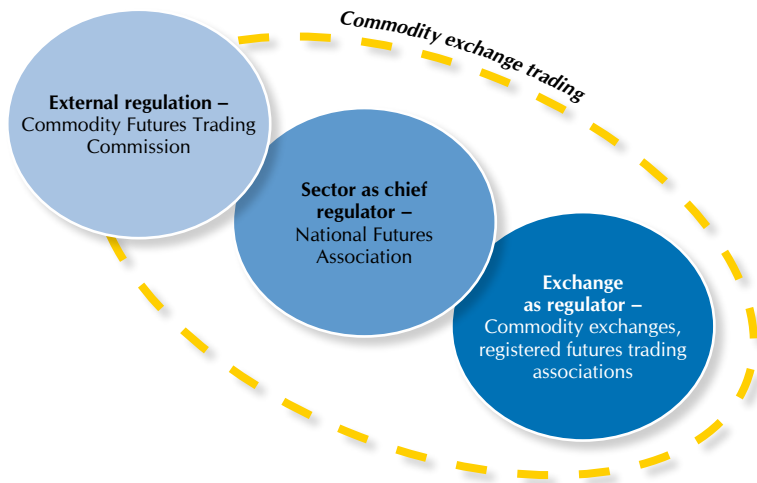 Commodity exchange trading
External regulation –
Commodity Futures Trading
Commission
Sector as chief
regulator –
National Futures
Association
Exchange
as regulator –
Commodity exchanges,
registered futures trading
associations